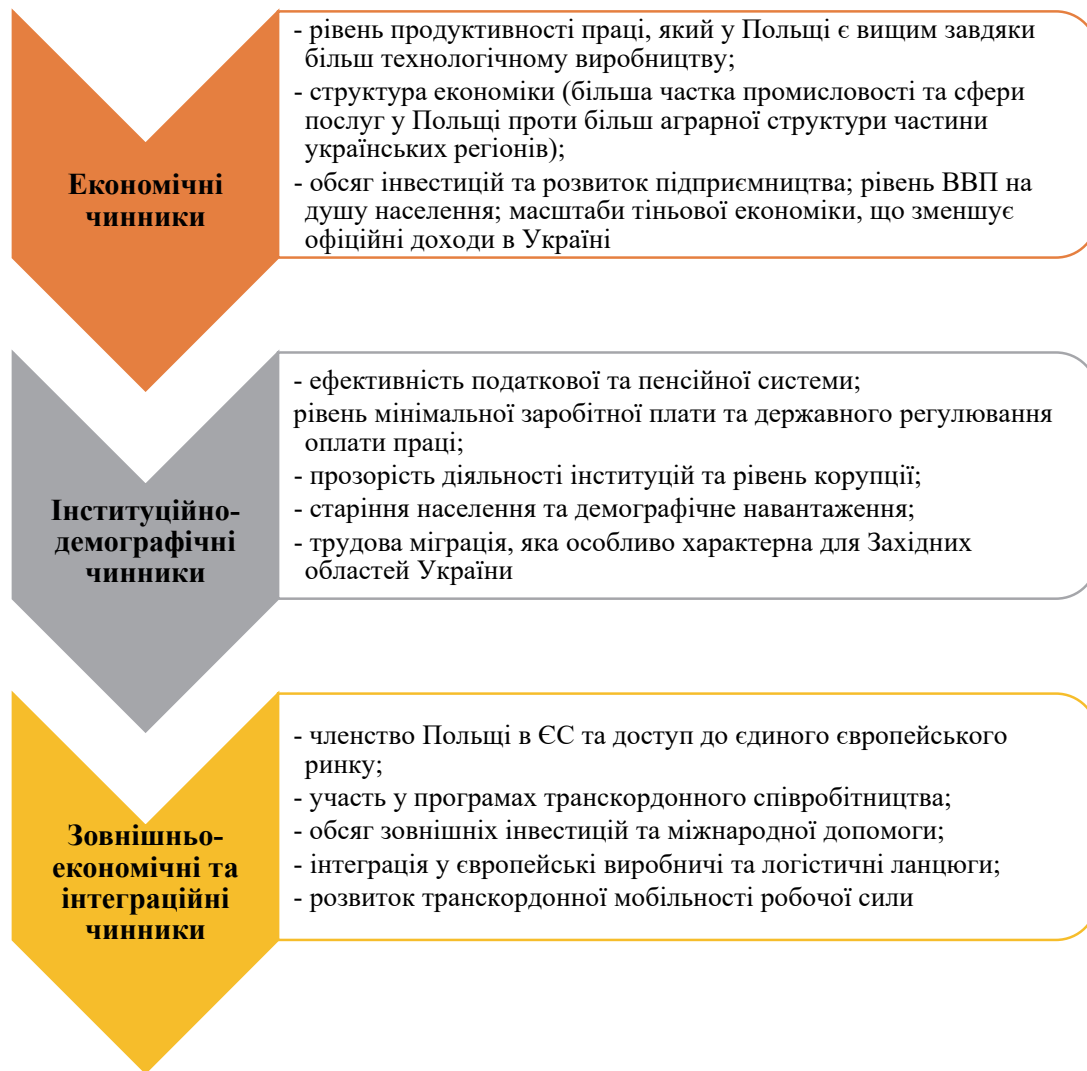 Економічні
чинники
- рівень продуктивності праці, який у Польщі є вищим завдяки
більш технологічному виробництву;
- структура економіки (більша частка промисловості та сфери
послуг у Польщі проти більш аграрної структури частини
українських регіонів);
- обсяг інвестицій та розвиток підприємництва; рівень ВВП на
душу населення; масштаби тіньової економіки, що зменшує
офіційні доходи в Україні
Інституційно-
демографічні
чинники
- ефективність податкової та пенсійної системи;
рівень мінімальної заробітної плати та державного регулювання
оплати праці;
- прозорість діяльності інституцій та рівень корупції;
- старіння населення та демографічне навантаження;
- трудова міграція, яка особливо характерна для Західних
областей України
Зовнішньо-
економічні та
інтеграційні
чинники
- членство Польщі в ЄС та доступ до єдиного європейського
ринку;
- участь у програмах транскордонного співробітництва;
- обсяг зовнішніх інвестицій та міжнародної допомоги;
- інтеграція у європейські виробничі та логістичні ланцюги;
- розвиток транскордонної мобільності робочої сили